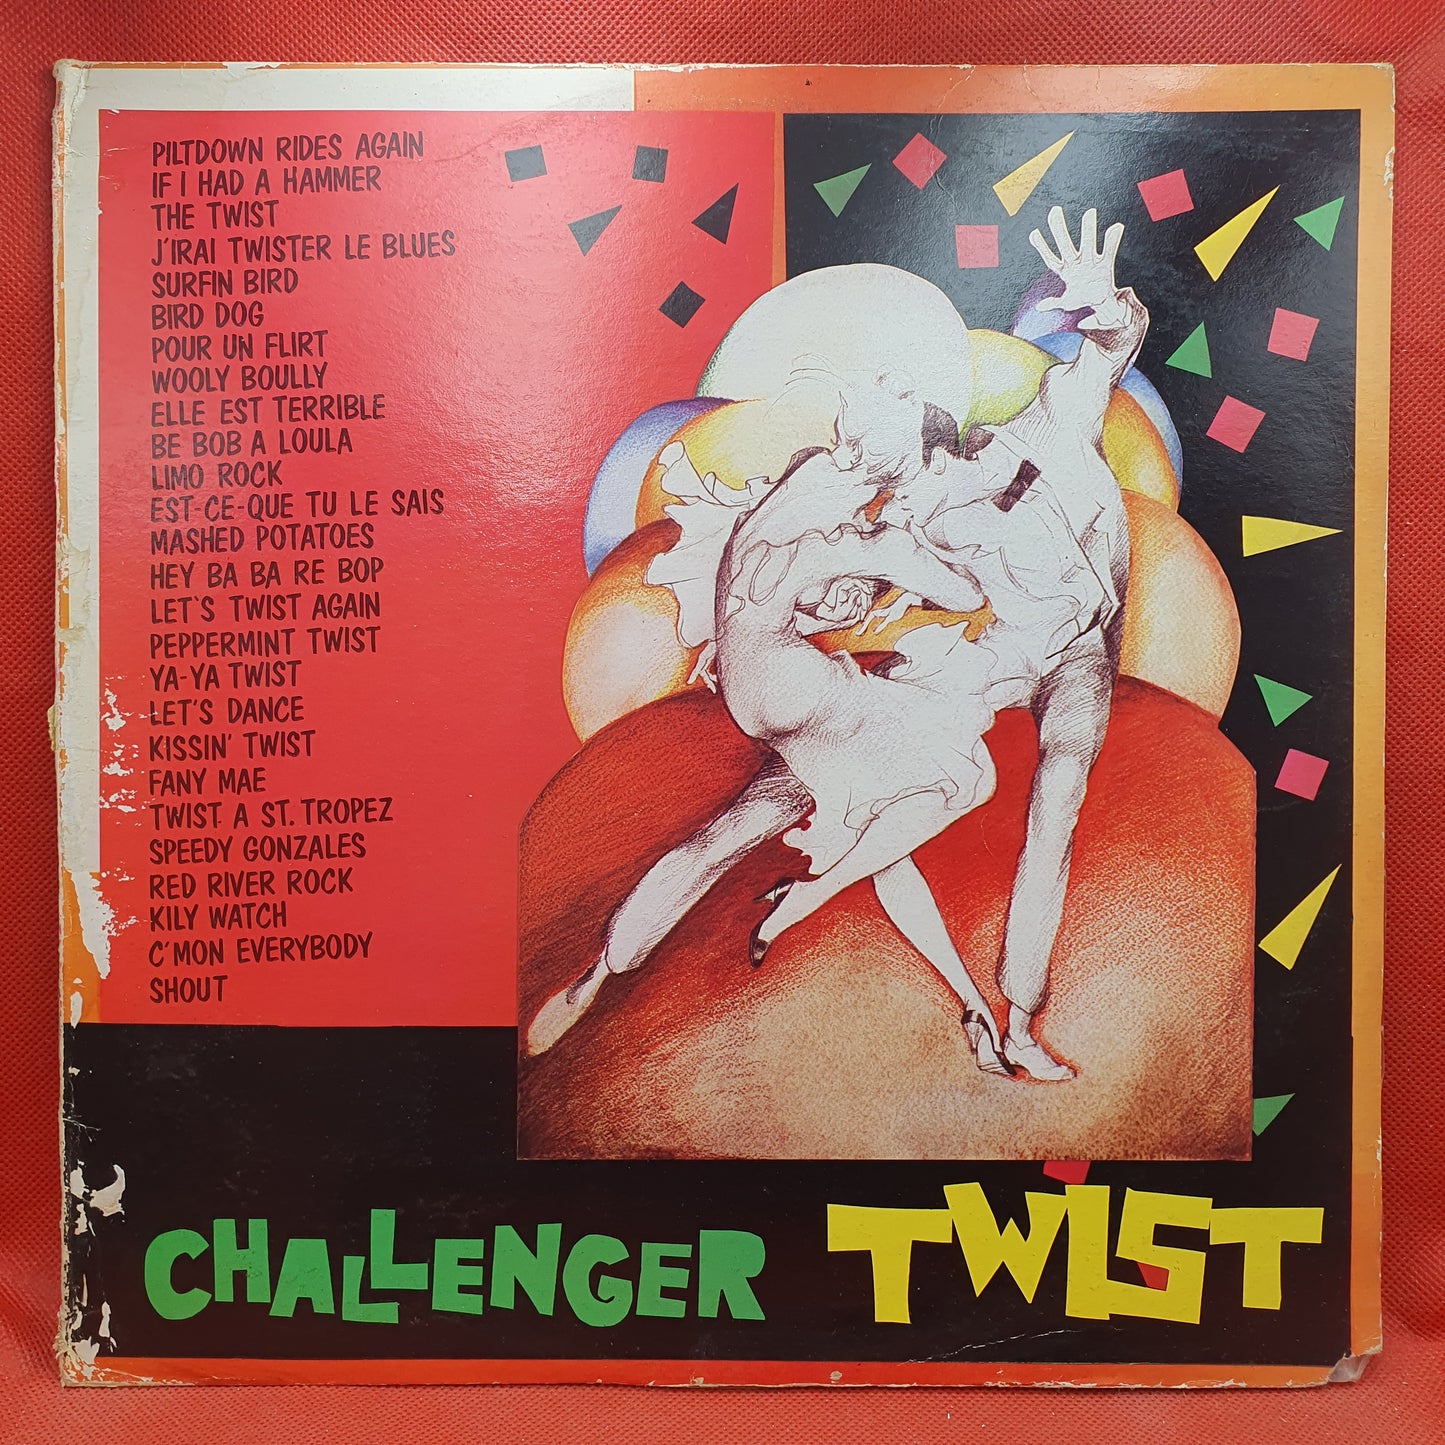 PILTDOWN RIDES AGAIN
IF I HAD A HAMMER
THE TWIST
J'IRAI TWISTER LE BLUES
SURFIN BIRD
BIRD DOG
POUR UN FLIRT
WOOLY BOULLY
ELLE EST TERRIBLE
BE BOB A LOULA
LIMO ROCK
EST-CE-QUE TU LE SAIS
MASHED POTATOES
HEY BA BA RE BOP
LET'S TWIST AGAIN
PEPPERMINT TWIST
YA-YA TWIST
LET'S DANCE
KISSIN' TWIST
FANY MAE
TWIST A ST. TROPEZ
SPEEDY GONZALES
RED RIVER ROCK
KILY WATCH
C'MON EVERYBODY
SHOUT
CHALLENGER TWIST